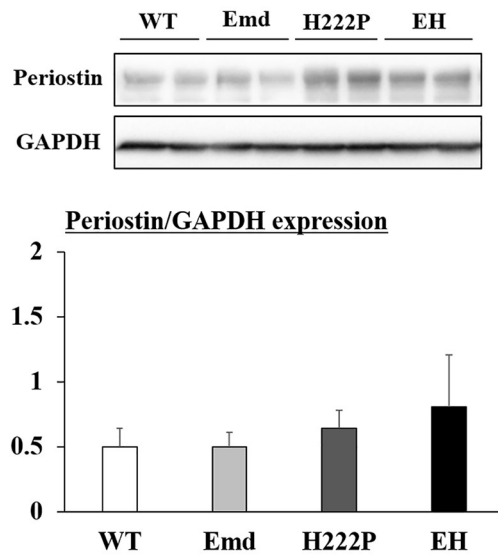 WT Emd H222P EH
Periostin
GAPDH
Periostin/GAPDH expression
2
1.5
1
0.5
0
WT Emd H222P EH